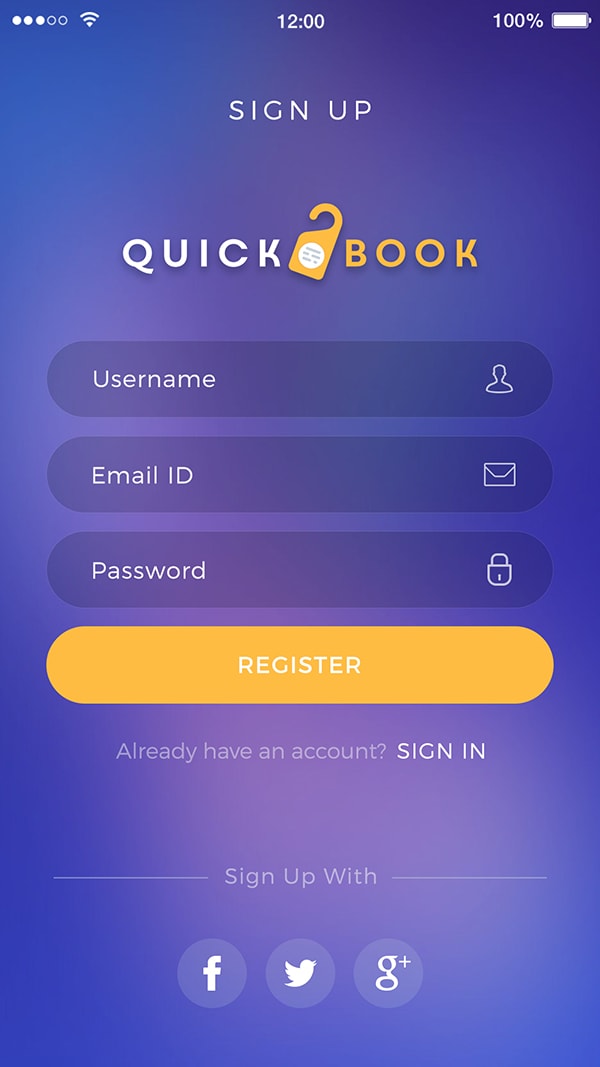 12:00 100%
SIGN UP
QUICK BOOK
Username
Email ID
Password
REGISTER
Already have an account? SIGN IN
Sign Up With
f g+